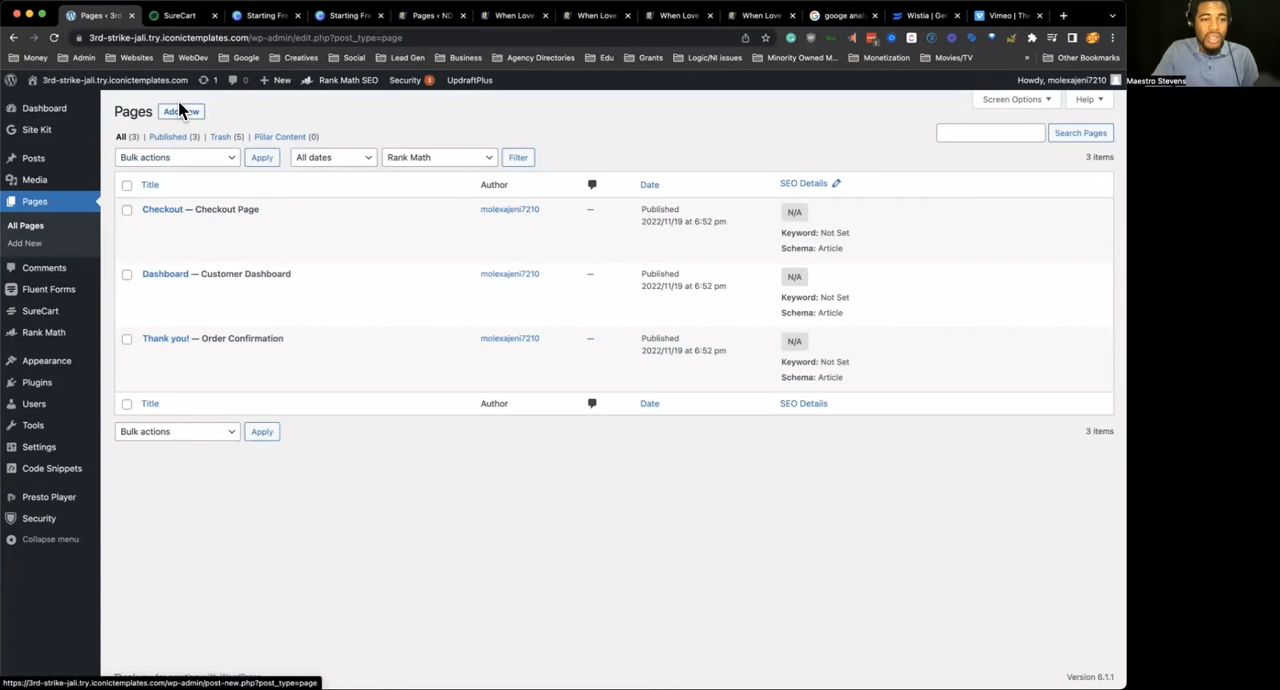 Pages ‹ 3rd
SureCart
Starting Fre
Starting Fre
Pages ‹ ND
When Love
When Love
When Love
When Love
googe anal
Wistia | Get
Vimeo | The
3rd-strike-jali.try.iconictemplates.com/wp-admin/edit.php?post_type=page
Money
Admin
Websites
WebDev
Google
Creatives
Social
Lead Gen
Business
Agency Directories
Edu
Grants
Logic/NI issues
Minority Owned M...
Monetization
Movies/TV
»
Other Bookmarks
3rd-strike-jali.try.iconictemplates.com
1
0
+ New
Rank Math SEO
Security 3
UpdraftPlus
Howdy, molexajeni7210
Maestro Stevens
Dashboard
Site Kit
Posts
Media
Pages
All Pages
Add New
Comments
Fluent Forms
SureCart
Rank Math
Appearance
Plugins
Users
Tools
Settings
Code Snippets
Presto Player
Security
Collapse menu
Pages
Add New
Screen Options
Help
All (3) | Published (3) | Trash (5) | Pillar Content (0)
Search Pages
Bulk actions
Apply
All dates
Rank Math
Filter
3 items
Title
Author
Date
SEO Details
Checkout — Checkout Page
molexajeni7210
—
Published
2022/11/19 at 6:52 pm
N/A
Keyword: Not Set
Schema: Article
Dashboard — Customer Dashboard
molexajeni7210
—
Published
2022/11/19 at 6:52 pm
N/A
Keyword: Not Set
Schema: Article
Thank you! — Order Confirmation
molexajeni7210
—
Published
2022/11/19 at 6:52 pm
N/A
Keyword: Not Set
Schema: Article
Title
Author
Date
SEO Details
Bulk actions
Apply
3 items
Version 6.1.1
https://3rd-strike-jali.try.iconictemplates.com/wp-admin/post-new.php?post_type=page